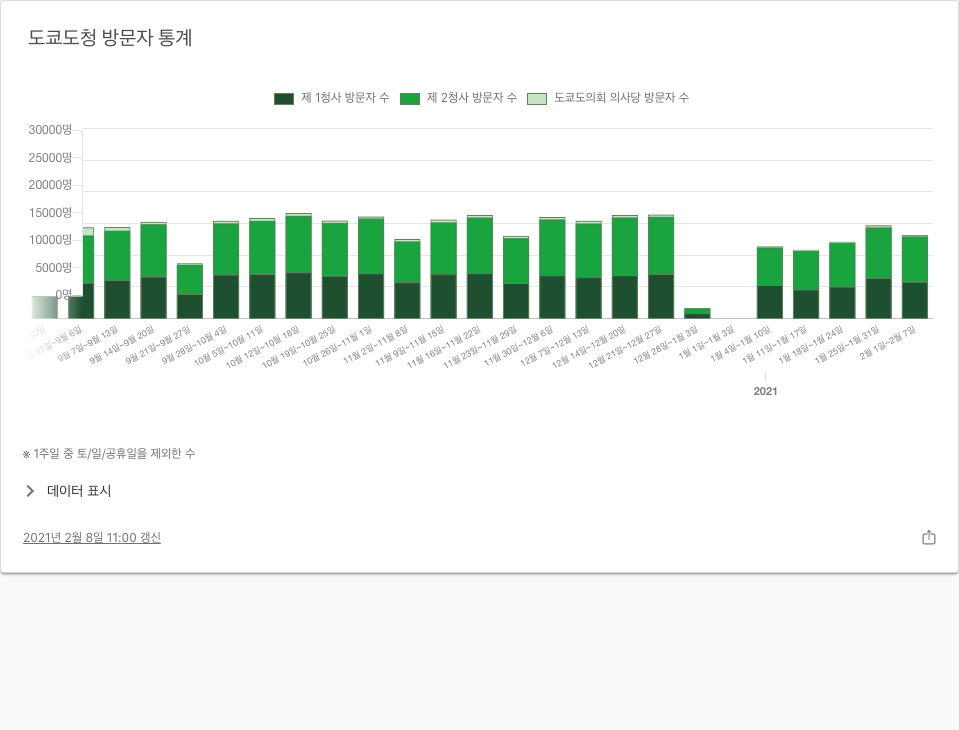 도쿄도청 방문자 통계
제 1청사 방문자 수 제 2청사 방문자 수 도쿄도의회 의사당 방문자 수
30000명
25000명
20000명
15000명
10000명
5000명
0명
30일
31일~9월 6일
9월 7일~9월 13일
9월 14일~9월 20일
9월 21일~9월 27일
9월 28일~10월 4일
10월 5일~10월 11일
10월 12일~10월 18일
10월 19일~10월 25일
10월 26일~11월 1일
11월 2일~11월 8일
11월 9일~11월 15일
11월 16일~11월 22일
11월 23일~11월 29일
11월 30일~12월 6일
12월 7일~12월 13일
12월 14일~12월 20일
12월 21일~12월 27일
12월 28일~1월 3일
1월 1일~1월 3일
1월 4일~1월 10일
1월 11일~1월 17일
1월 18일~1월 24일
1월 25일~1월 31일
2월 1일~2월 7일
2021
※ 1주일 중 토/일/공휴일을 제외한 수
데이터 표시
2021년 2월 8일 11:00 갱신